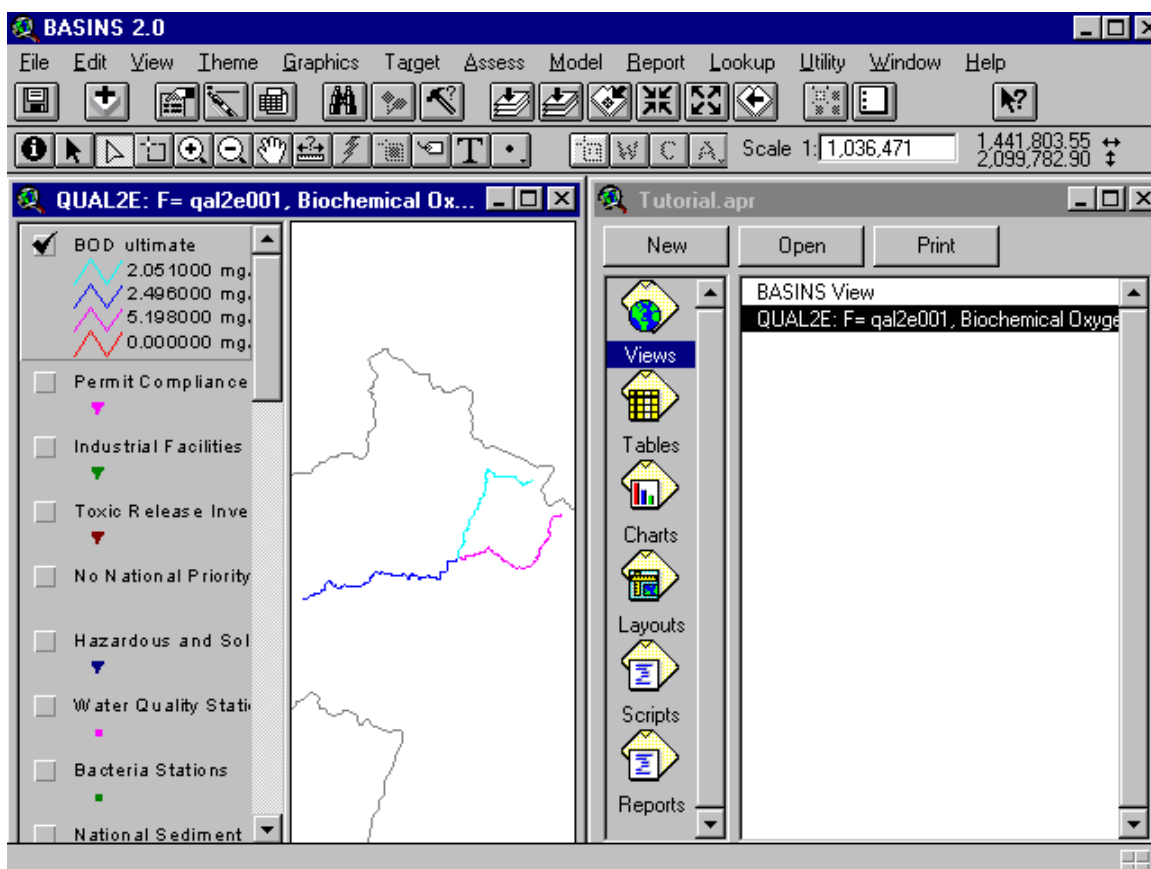 BASINS 2.0
File Edit View Theme Graphics Target Assess Model Report Lookup Utility Window Help
T W C A Scale 1: 1,036,471 1,441,803.55
2,099,782.90
QUAL2E: F= qal2e001, Biochemical Ox...
BOD ultimate
2.051000 mg.
2.496000 mg.
5.198000 mg.
0.000000 mg.
Permit Compliance
Industrial Facilities
Toxic Release Inve
No National Priority
Hazardous and Sol
Water Quality Stati
Bacteria Stations
National Sediment
Tutorial.apr
New Open Print
Views
Tables
Charts
Layouts
Scripts
Reports
BASINS View
QUAL2E: F= qal2e001, Biochemical Oxyge